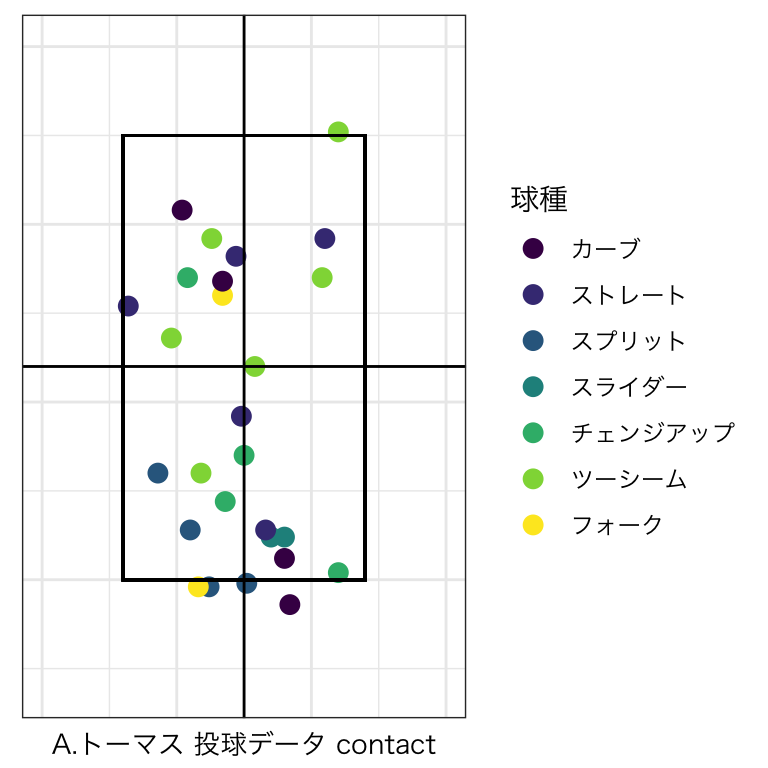 球種
カーブ
ストレート
スプリット
スライダー
チェンジアップ
ツーシーム
フォーク
A.トーマス 投球データ contact